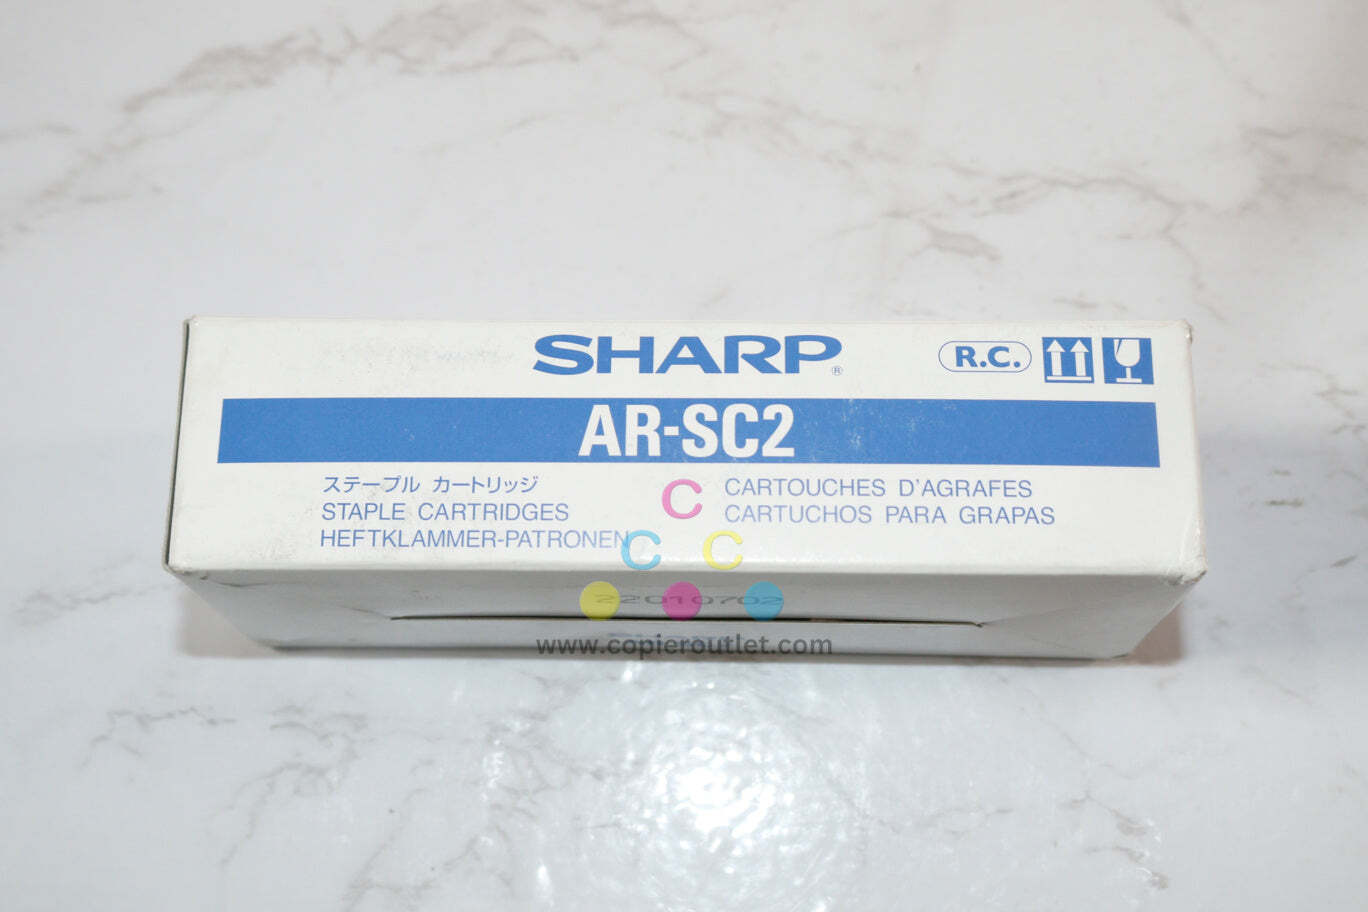 SHARP®
R.C.
AR-SC2
ステープル カートリッジ
STAPLE CARTRIDGES
HEFTKLAMMER-PATRONEN
CARTOUCHES D'AGRAFES
CARTUCHOS PARA GRAPAS
C
C C
22010702
www.copieroutlet.com